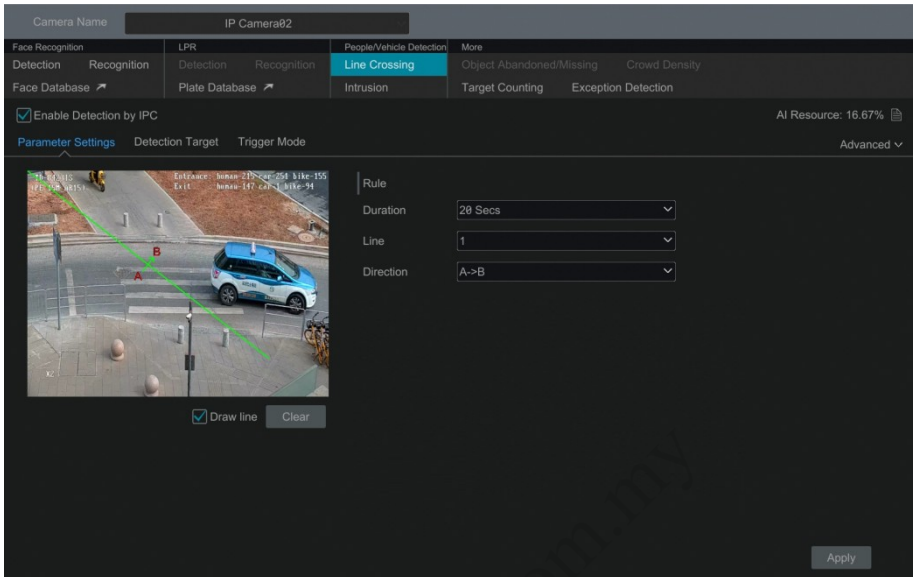 Camera Name IP Camera02
Face Recognition LPR People/Vehicle Detection More
Detection Recognition Detection Recognition Line Crossing Object Abandoned/Missing Crowd Density
Face Database Plate Database Intrusion Target Counting Exception Detection
Enable Detection by IPC AI Resource: 16.67%
Parameter Settings Detection Target Trigger Mode Advanced
Entrance: human-215 car-254 bike-155
Exit human-147 car-1 bike-94
B
A
Rule
Duration 20 Secs
Line 1
Direction A->B
Draw line Clear
Apply